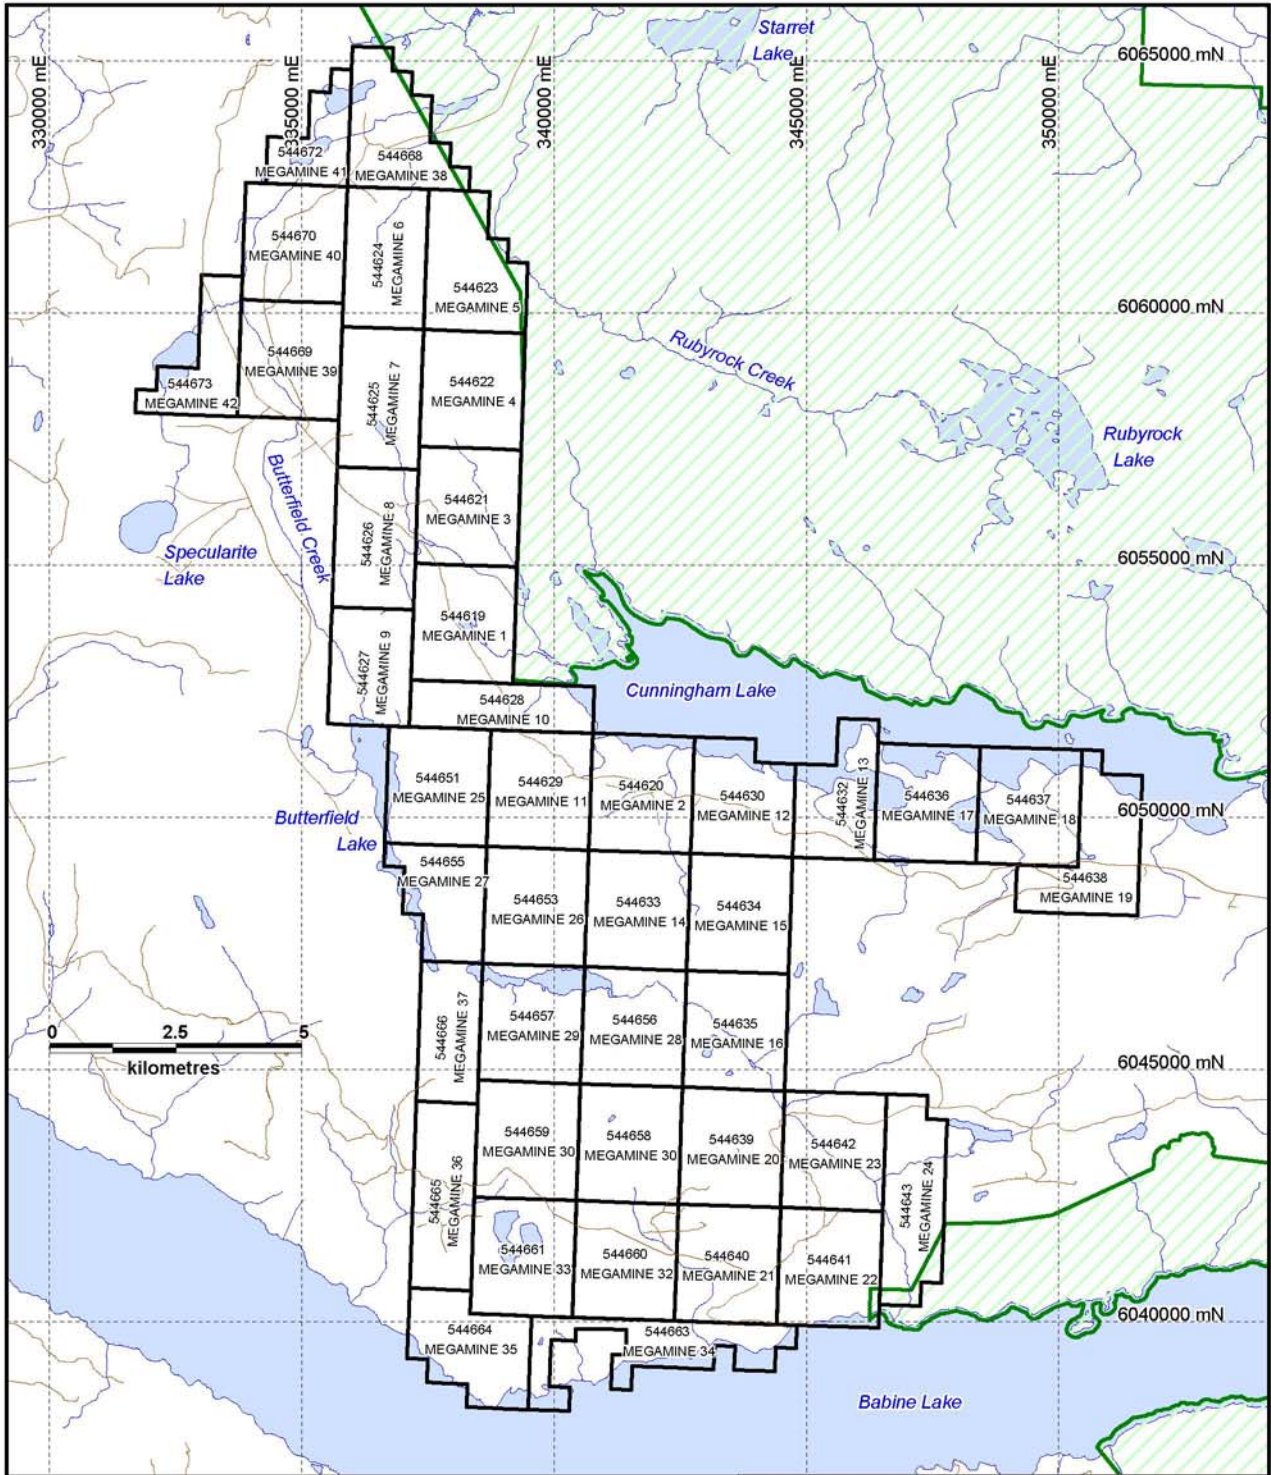 Starret
Lake
6065000 mN
330000 mE
335000 mE
340000 mE
345000 mE
350000 mE
544672
MEGAMINE 41
544668
MEGAMINE 38
544670
MEGAMINE 40
544624
MEGAMINE 6
544623
MEGAMINE 5
6060000 mN
Rubyrock Creek
544669
MEGAMINE 39
544673
MEGAMINE 42
544625
MEGAMINE 7
544622
MEGAMINE 4
Rubyrock
Lake
Butterfield Creek
544621
MEGAMINE 3
544626
MEGAMINE 8
Specularite
Lake
6055000 mN
544619
MEGAMINE 1
544627
MEGAMINE 9
544628
MEGAMINE 10
Cunningham Lake
544651
MEGAMINE 25
544629
MEGAMINE 11
544620
MEGAMINE 2
544630
MEGAMINE 12
544632
MEGAMINE 13
544636
MEGAMINE 17
544637
MEGAMINE 18
6050000 mN
Butterfield
Lake
544655
MEGAMINE 27
544638
MEGAMINE 19
544653
MEGAMINE 26
544633
MEGAMINE 14
544634
MEGAMINE 15
544666
MEGAMINE 37
544657
MEGAMINE 29
544656
MEGAMINE 28
544635
MEGAMINE 16
0 2.5 5
kilometres
6045000 mN
544659
MEGAMINE 30
544658
MEGAMINE 30
544639
MEGAMINE 20
544642
MEGAMINE 23
544643
MEGAMINE 24
544665
MEGAMINE 36
544661
MEGAMINE 33
544660
MEGAMINE 32
544640
MEGAMINE 21
544641
MEGAMINE 22
6040000 mN
544664
MEGAMINE 35
544663
MEGAMINE 34
Babine Lake